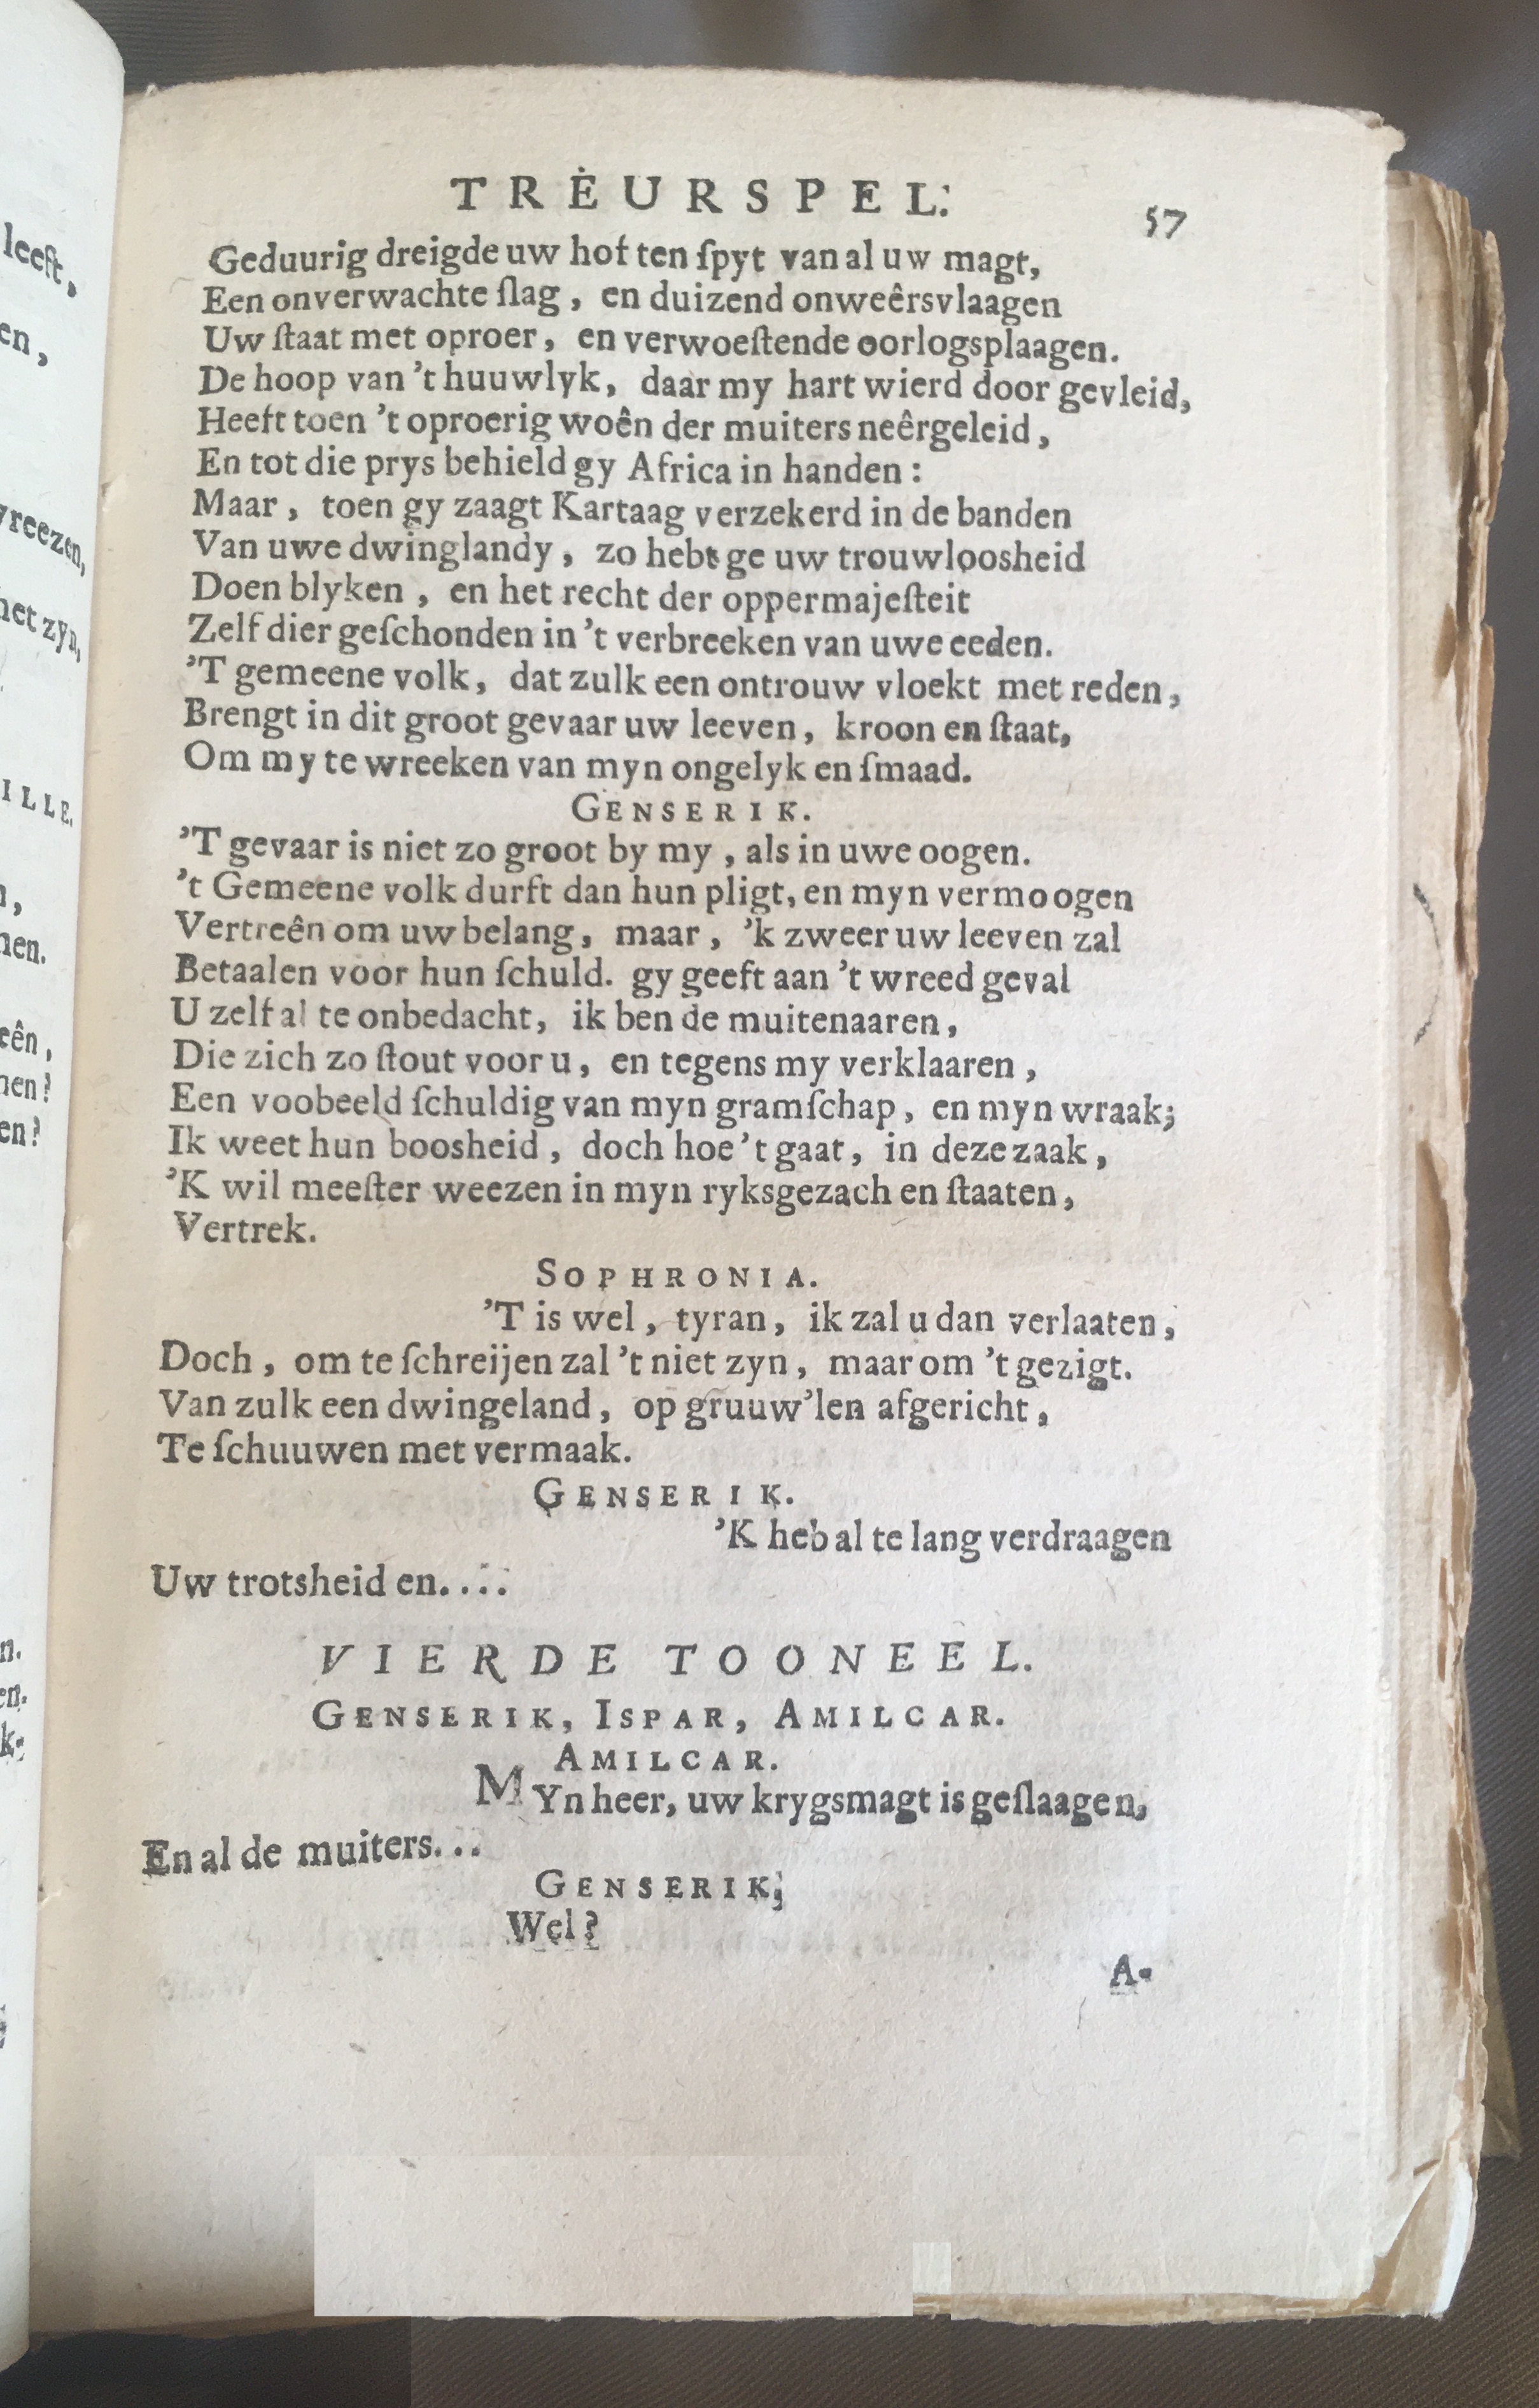 TREURSPEL.
57
Geduurig dreigde uw hof ten ſpyt van al uw magt,
Een onverwachte ſlag, en duizend onweêrsvlaagen
Uw ſtaat met oproer, en verwoeſtende oorlogsplaagen.
De hoop van 't huuwlyk, daar my hart wierd door gevleid,
Heeft toen 't oproerig woên der muiters neêrgeleid,
En tot die prys behield gy Africa in handen:
Maar, toen gy zaagt Kartaag verzekerd in de banden
Van uwe dwinglandy, zo hebt ge uw trouwloosheid
Doen blyken, en het recht der oppermajeſteit
Zelf dier geſchonden in 't verbreeken van uwe eeden.
'T gemeene volk, dat zulk een ontrouw vloekt met reden,
Brengt in dit groot gevaar uw leeven, kroon en ſtaat,
Om my te wreeken van myn ongelyk en ſmaad.
GENSERIK.
'T gevaar is niet zo groot by my, als in uwe oogen.
't Gemeene volk durft dan hun pligt, en myn vermoogen
Vertreên om uw belang, maar, 'k zweer uw leeven zal
Betaalen voor hun ſchuld. gy geeft aan 't wreed geval
U zelf al te onbedacht, ik ben de muitenaaren,
Die zich zo ſtout voor u, en tegens my verklaaren,
Een voobeeld ſchuldig van myn gramſchap, en myn wraak;
Ik weet hun boosheid, doch hoe 't gaat, in deze zaak,
'K wil meeſter weezen in myn ryksgezach en ſtaaten,
Vertrek.
SOPHRONIA.
'T is wel, tyran, ik zal u dan verlaaten,
Doch, om te ſchreijen zal 't niet zyn, maar om 't gezigt.
Van zulk een dwingeland, op gruuw'len afgericht,
Te ſchuuwen met vermaak.
GENSERIK.
'K heb al te lang verdraagen
Uw trotsheid en.....
VIERDE TOONEEL.
GENSERIK, ISPAR, AMILCAR.
AMILCAR.
MYn heer, uw krygsmagt is geſlaagen,
En al de muiters...
GENSERIK;
Wel?
A-